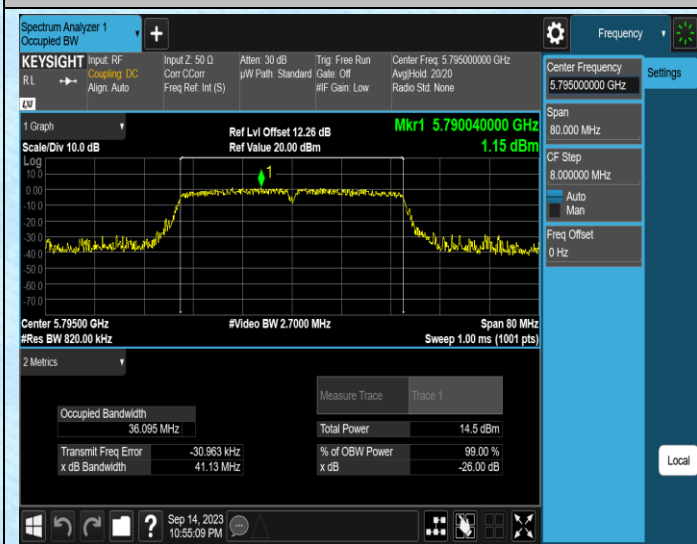 Spectrum Analyzer 1
Occupied BW
+
Frequency
KEYSIGHT
R L
LXI
Input: RF
Coupling: DC
Align: Auto
Input Z: 50 Ω
Corr CCorr
Freq Ref: Int (S)
Atten: 30 dB
µW Path: Standard
Trig: Free Run
Gate: Off
#IF Gain: Low
Center Freq: 5.795000000 GHz
Avg|Hold: 20/20
Radio Std: None
Center Frequency
5.795000000 GHz
Settings
Span
80.000 MHz
CF Step
8.000000 MHz
Auto
Man
Freq Offset
0 Hz
1 Graph
Scale/Div 10.0 dB
Ref Lvl Offset 12.26 dB
Ref Value 20.00 dBm
Mkr1 5.790040000 GHz
1.15 dBm
Log
10.0
0.00
-10.0
-20.0
-30.0
-40.0
-50.0
-60.0
-70.0
1
Center 5.79500 GHz
#Res BW 820.00 kHz
#Video BW 2.7000 MHz
Span 80 MHz
Sweep 1.00 ms (1001 pts)
2 Metrics
Measure Trace
Trace 1
Occupied Bandwidth
36.095 MHz
Total Power
14.5 dBm
Transmit Freq Error
-30.963 kHz
% of OBW Power
99.00 %
x dB Bandwidth
41.13 MHz
x dB
-26.00 dB
Local
?
Sep 14, 2023
10:55:09 PM